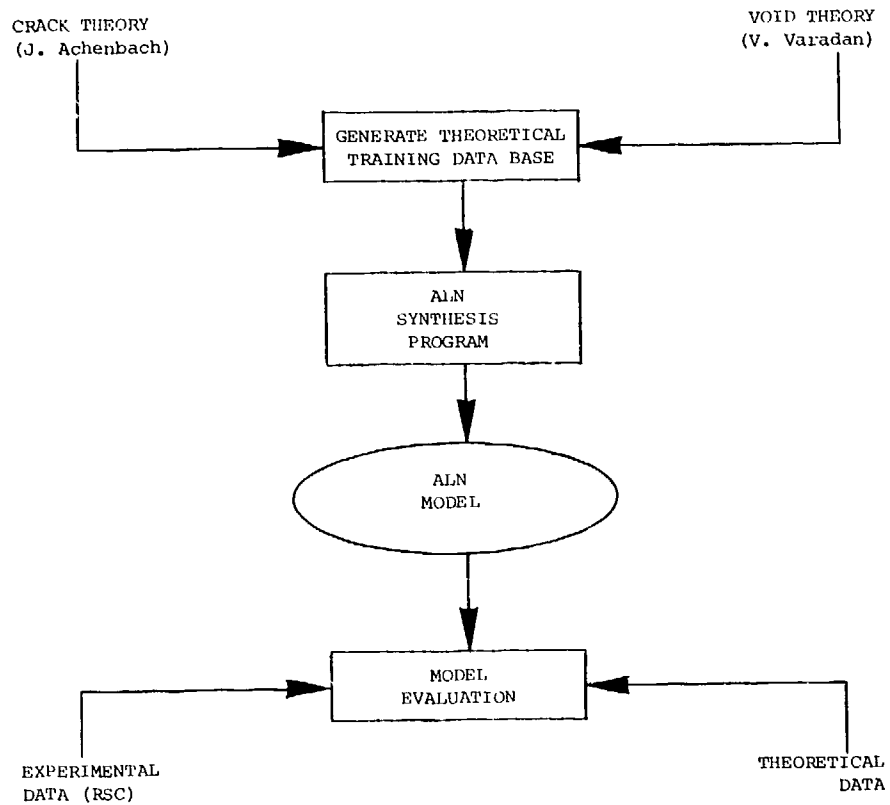 CRACK THEORY
(J. Achenbach)
VOID THEORY
(V. Varadan)
GENERATE THEORETICAL
TRAINING DATA BASE
ALN
SYNTHESIS
PROGRAM
ALN
MODEL
MODEL
EVALUATION
EXPERIMENTAL
DATA (RSC)
THEORETICAL
DATA